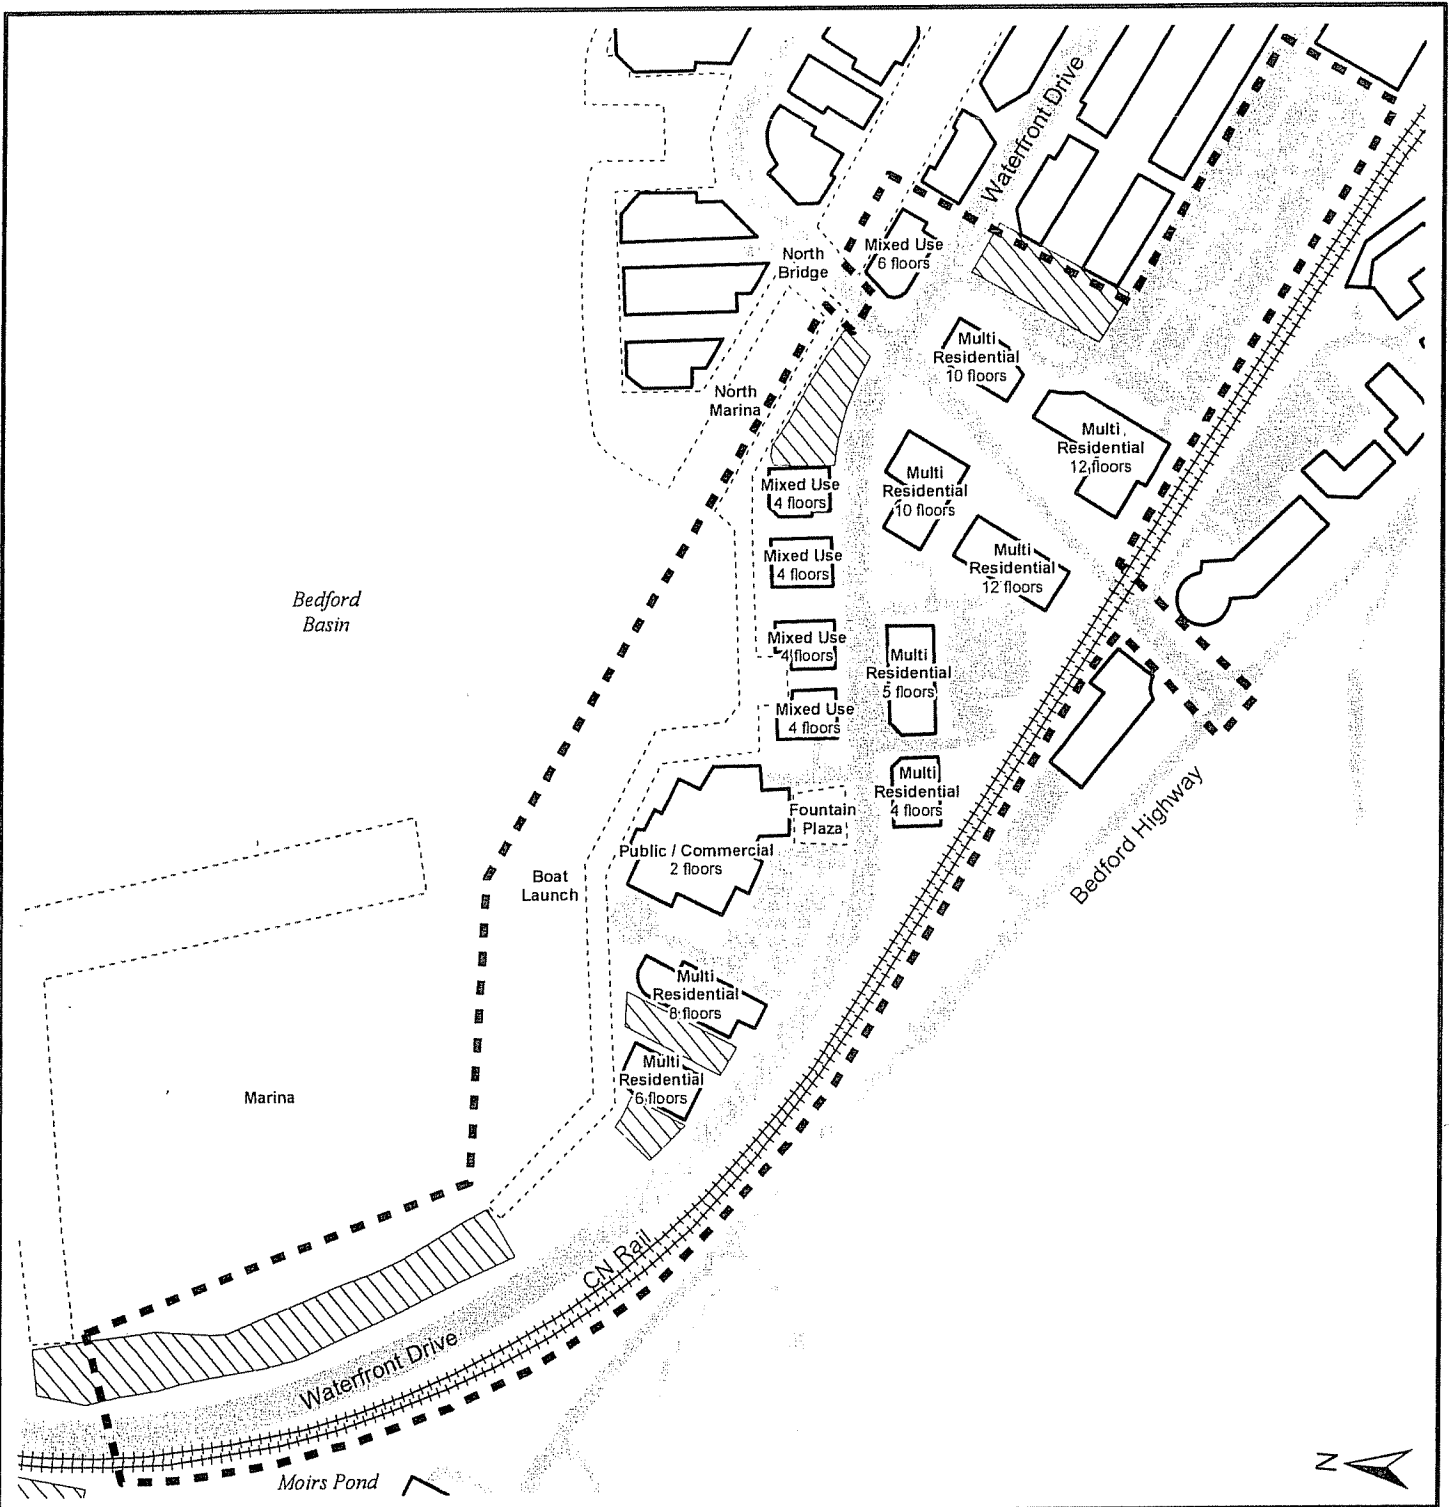 Waterfront Drive
North
Bridge
Mixed Use
6 floors
Multi
Residential
10 floors
North
Marina
Multi
Residential
12 floors
Mixed Use
4 floors
Multi
Residential
10 floors
Mixed Use
4 floors
Multi
Residential
12 floors
Bedford
Basin
Mixed Use
4 floors
Multi
Residential
5 floors
Mixed Use
4 floors
Multi
Residential
4 floors
Fountain
Plaza
Bedford Highway
Public / Commercial
2 floors
Boat
Launch
Multi
Residential
8 floors
Multi
Residential
6 floors
Marina
CN Rail
Waterfront Drive
Moirs Pond
N